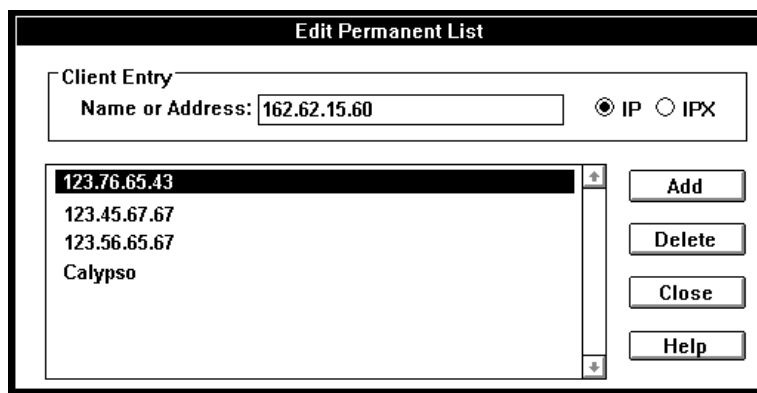 Edit Permanent List
Client Entry
Name or Address: 162.62.15.60 IP IPX
123.76.65.43
123.45.67.67
123.56.65.67
Calypso
Add
Delete
Close
Help